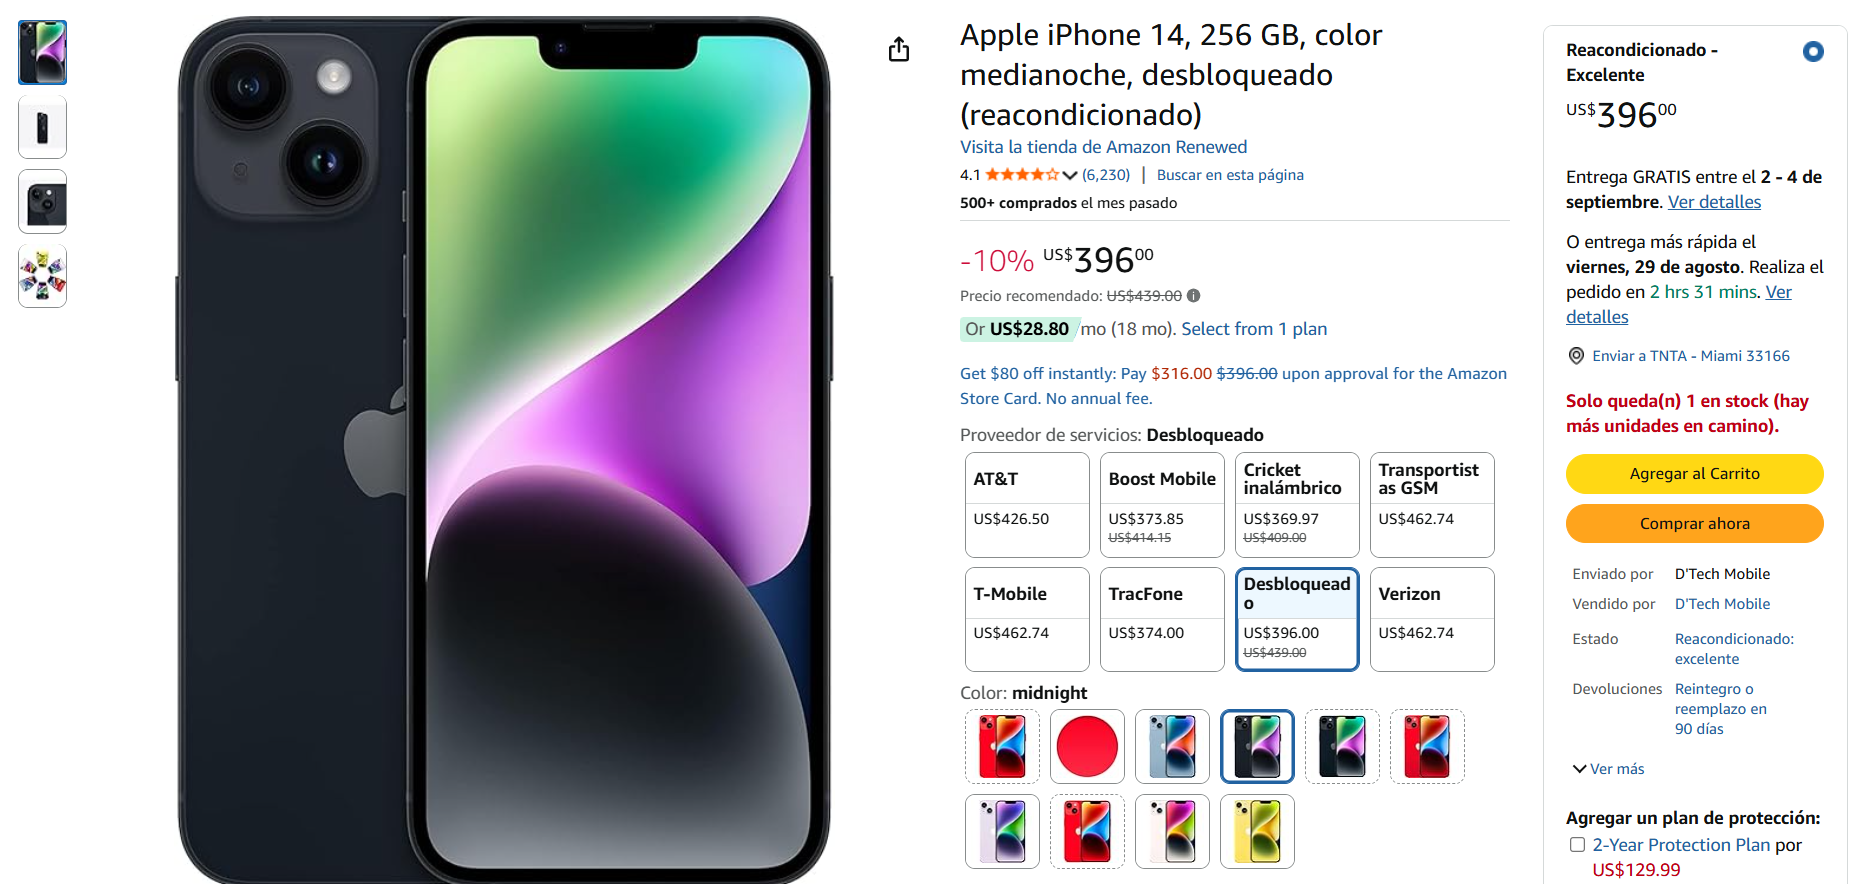 Apple iPhone 14, 256 GB, color
medianoche, desbloqueado
(reacondicionado)
Visita la tienda de Amazon Renewed
4.1 (6,230) | Buscar en esta página
500+ comprados el mes pasado
-10% US$39600
Precio recomendado: US$439.00
Or US$28.80 /mo (18 mo). Select from 1 plan
Get $80 off instantly: Pay $316.00 $396.00 upon approval for the Amazon
Store Card. No annual fee.
Proveedor de servicios: Desbloqueado
AT&T
US$426.50
Boost Mobile
US$373.85
US$414.15
Cricket
inalámbrico
US$369.97
US$409.00
Transportist
as GSM
US$462.74
T-Mobile
US$462.74
TracFone
US$374.00
Desbloquead
o
US$396.00
US$439.00
Verizon
US$462.74
Color: midnight
Reacondicionado -
Excelente
US$39600
Entrega GRATIS entre el 2 - 4 de
septiembre. Ver detalles
O entrega más rápida el
viernes, 29 de agosto. Realiza el
pedido en 2 hrs 31 mins. Ver
detalles
Enviar a TNTA - Miami 33166
Solo queda(n) 1 en stock (hay
más unidades en camino).
Agregar al Carrito
Comprar ahora
Enviado por D'Tech Mobile
Vendido por D'Tech Mobile
Estado Reacondicionado:
excelente
Devoluciones Reintegro o
reemplazo en
90 días
Ver más
Agregar un plan de protección:
2-Year Protection Plan por
US$129.99